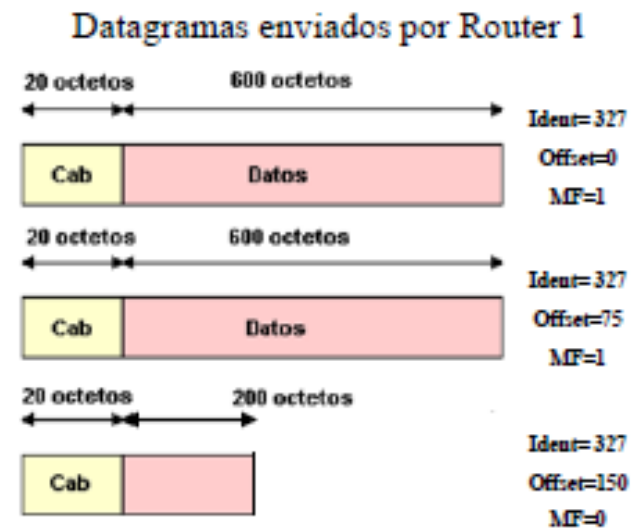 Datagramas enviados por Router 1
20 octetos 600 octetos
Ident=327
Offset=0
MF=1
Cab Datos
20 octetos 600 octetos
Ident=327
Offset=75
MF=1
Cab Datos
20 octetos 200 octetos
Ident=327
Offset=150
MF=0
Cab